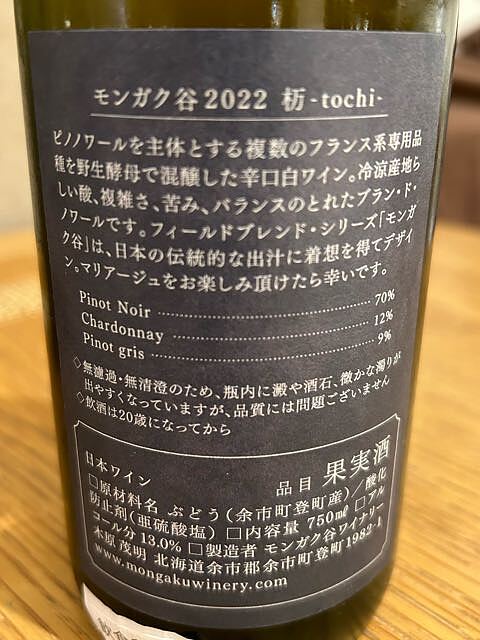 モンガク谷2022 栃-tochi-
ピノノワールを主体とする複数のフランス系専用品
種を野生酵母で混醸した辛口白ワイン。冷涼産地ら
しい酸、複雑さ、苦み、バランスのとれたブラン・ド・
ノワールです。フィールドブレンド・シリーズ「モンガ
ク谷」は、日本の伝統的な出汁に着想を得てデザイ
ン。マリアージュをお楽しみ頂けたら幸いです。
Pinot Noir 70%
Chardonnay 12%
Pinot gris 9%
◇無濾過・無清澄のため、瓶内に澱や酒石、微かな濁りが
出やすくなっていますが、品質には問題ございません
◇飲酒は20歳になってから
日本ワイン 品目 果実酒
□原材料名 ぶどう(余市町登町産)／酸化
防止剤(亜硫酸塩) □内容量 750㎖ □アル
コール分 13.0% □製造者 モンガク谷ワイナリー
木原茂明 北海道余市郡余市町登町1982-1
www.mongakuwinery.com